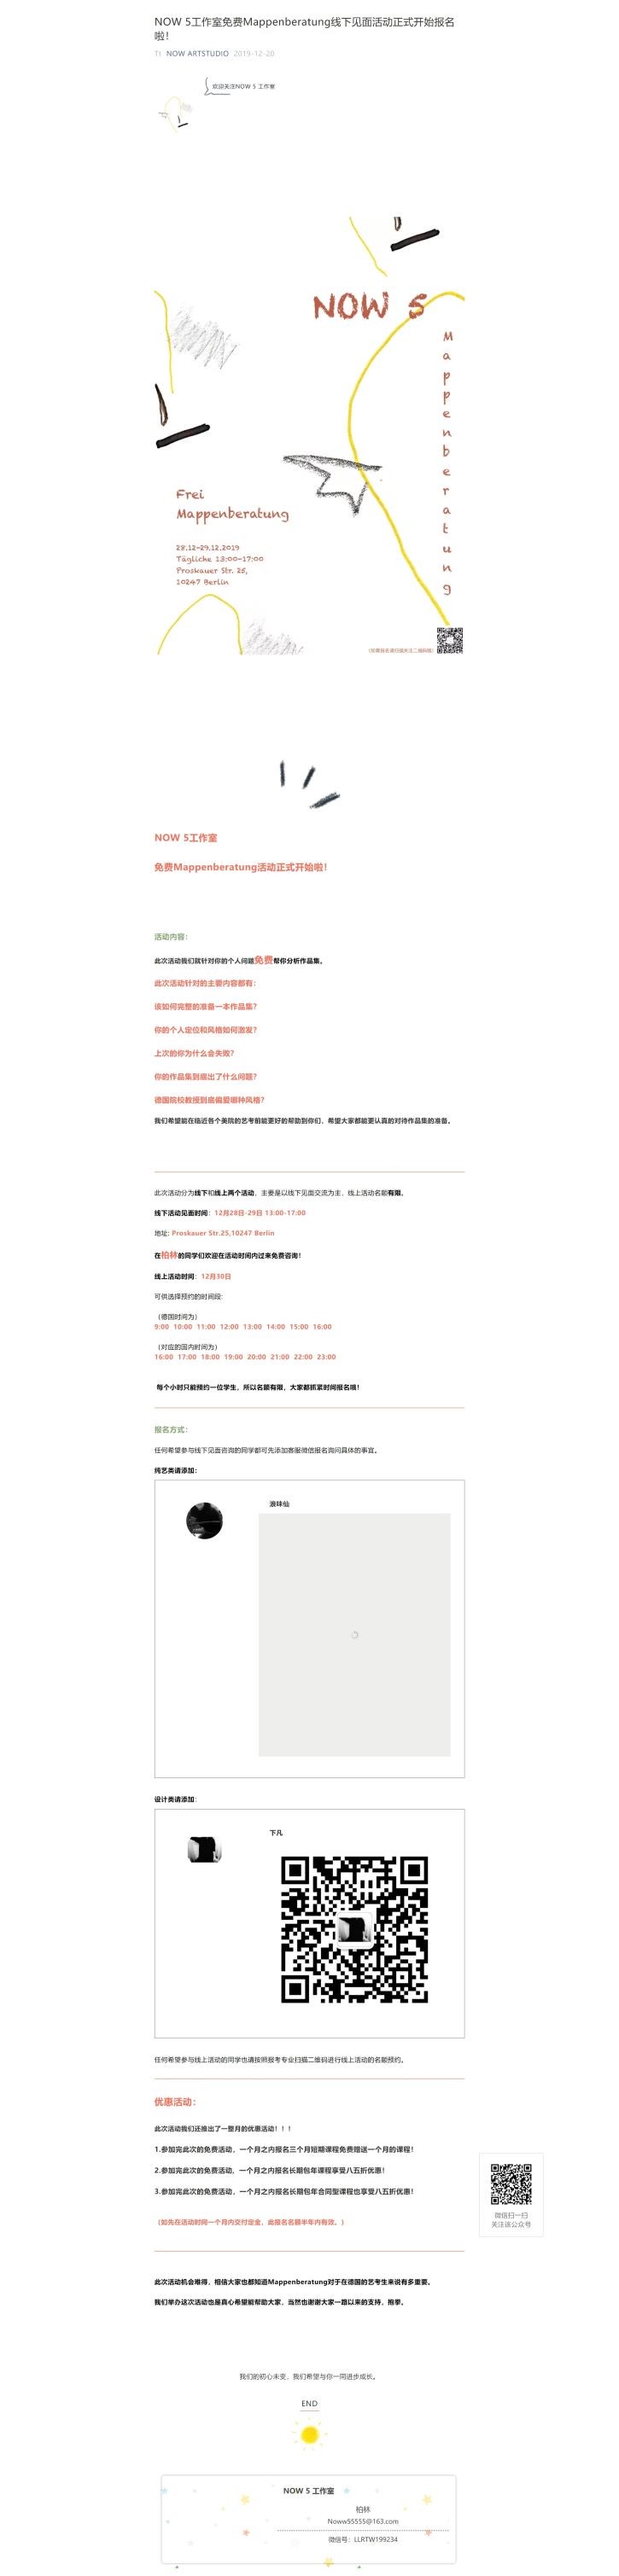 NOW 5工作室免费Mappenberatung线下见面活动正式开始报名
啦！
Tt NOW ARTSTUDIO 2019-12-20
欢迎关注NOW 5 工作室
NOW 5
Mappenberatung
Frei
Mappenberatung
28.12-29.12.2019
Tägliche 13:00-17:00
Proskauer Str. 25,
10247 Berlin
NOW 5工作室
免费Mappenberatung活动正式开始啦！
活动内容：
此次活动我们就针对你的个人问题免费帮你分析作品集。
此次活动针对的主要内容都有：
该如何完整的准备一本作品集？
你的个人定位和风格如何激发？
上次的你为什么会失败？
你的作品集到底出了什么问题？
德国院校教授到底偏爱哪种风格？
我们希望能在临近各个美院的艺考前能更好的帮助到你们，希望大家都能更认真的对待作品集的准备。
此次活动分为线下和线上两个活动，主要是以线下见面交流为主，线上活动名额有限。
线下活动见面时间：12月28日-29日 13:00-17:00
地址: Proskauer Str.25,10247 Berlin
在柏林的同学们欢迎在活动时间内过来免费咨询！
线上活动时间：12月30日
可供选择预约的时间段:
（德国时间为）
9:00 10:00 11:00 12:00 13:00 14:00 15:00 16:00
（对应的国内时间为）
16:00 17:00 18:00 19:00 20:00 21:00 22:00 23:00
每个小时只能预约一位学生，所以名额有限，大家都抓紧时间报名哦！
报名方式：
任何希望参与线下见面咨询的同学都可先添加客服微信报名询问具体的事宜。
纯艺类请添加：
浪味仙
设计类请添加：
下凡
任何希望参与线上活动的同学也请按照报考专业扫描二维码进行线上活动的名额预约。
优惠活动：
此次活动我们还推出了一整月的优惠活动！！！
1.参加完此次的免费活动，一个月之内报名三个月短期课程免费赠送一个月的课程！
2.参加完此次的免费活动，一个月之内报名长期包年课程享受八五折优惠！
3.参加完此次的免费活动，一个月之内报名长期包年合同型课程也享受八五折优惠！
（如先在活动时间一个月内交付定金，此报名名额半年内有效。）
微信扫一扫
关注该公众号
此次活动机会难得，相信大家也都知道Mappenberatung对于在德国的艺考生来说有多重要。
我们举办这次活动也是真心希望能帮助大家，当然也谢谢大家一路以来的支持，抱拳。
我们的初心未变，我们希望与你一同进步成长。
END
NOW 5 工作室
柏林
Noww55555@163.com
微信号：LLRTW199234